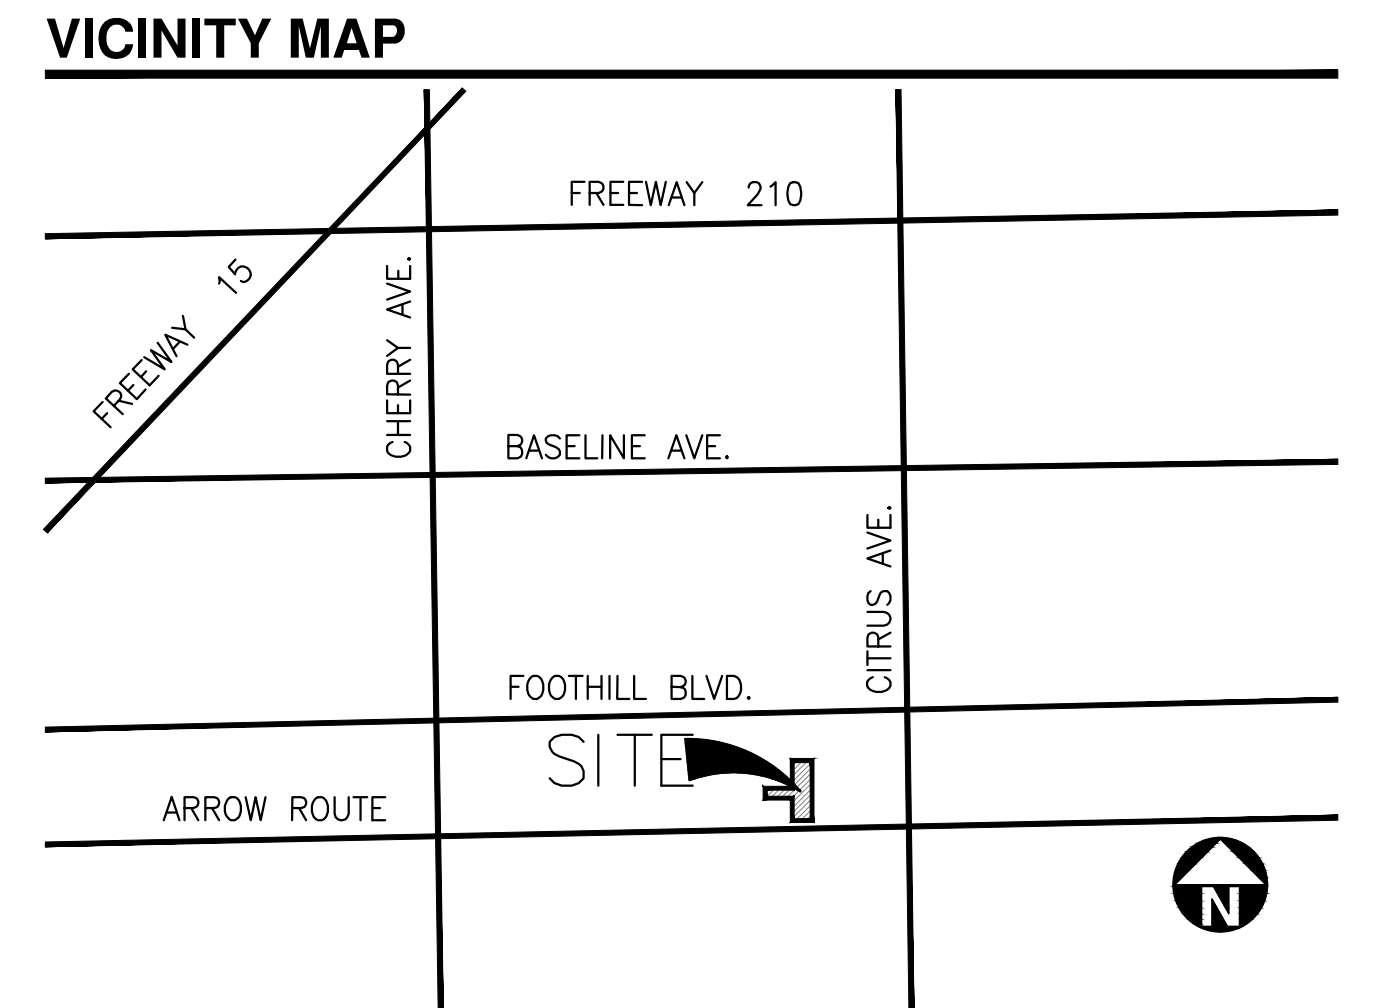 VICINITY MAP
FREEWAY 210
FREEWAY 15
CHERRY AVE.
BASELINE AVE.
CITRUS AVE.
FOOTHILL BLVD.
SITE
ARROW ROUTE
N